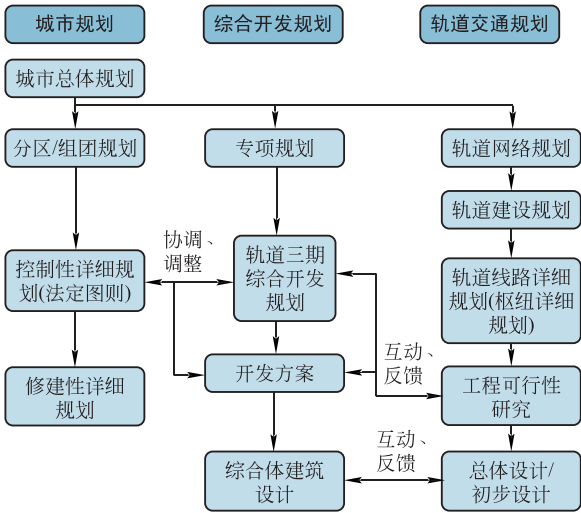 城市规划
综合开发规划
轨道交通规划
城市总体规划
分区/组团规划
专项规划
轨道网络规划
轨道建设规划
协调、
调整
控制性详细规
划(法定图则)
轨道三期
综合开发
规划
轨道线路详细
规划(枢纽详细
规划)
互动、
反馈
修建性详细
规划
开发方案
工程可行性
研究
互动、
反馈
综合体建筑
设计
总体设计/
初步设计